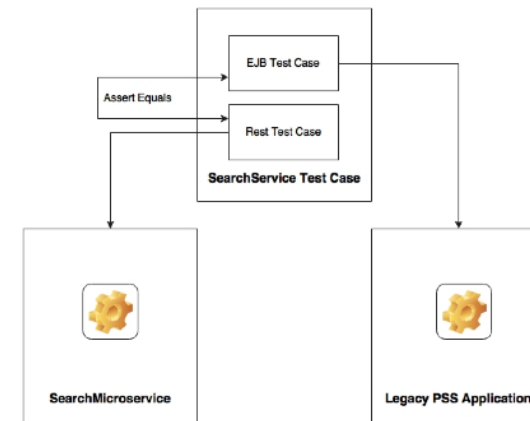 EJB Test Case
Assert Equals
Rest Test Case
SearchService Test Case
SearchMicroservice
Legacy PSS Application